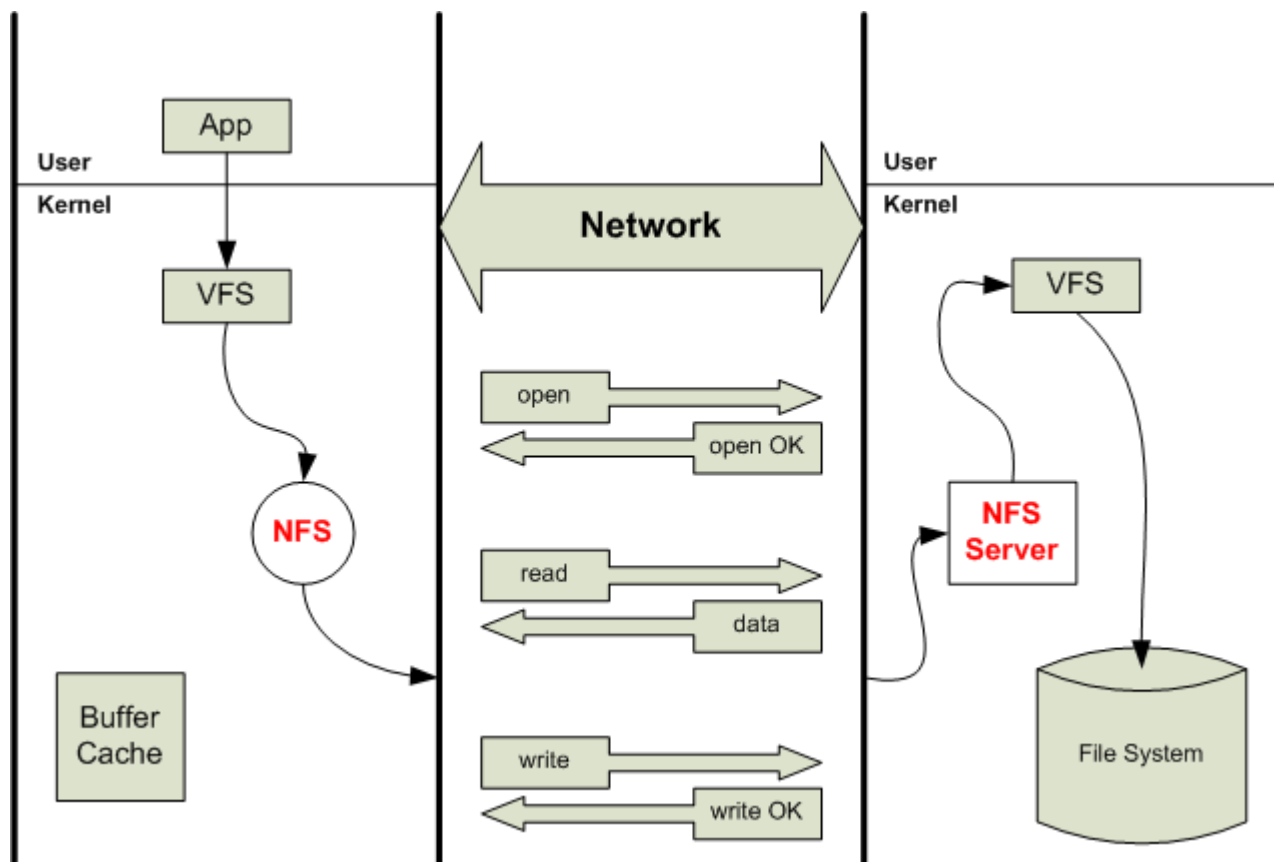 App
User
Kernel
VFS
NFS
Buffer
Cache
Network
open
open OK
read
data
write
write OK
User
Kernel
VFS
NFS
Server
File System